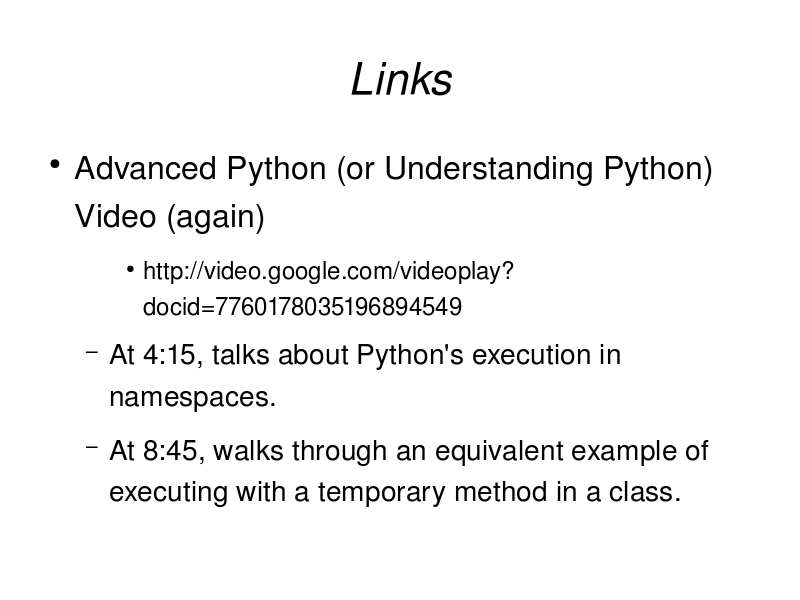 Links
• Advanced Python (or Understanding Python)
Video (again)
• http://video.google.com/videoplay?
docid=7760178035196894549
– At 4:15, talks about Python's execution in
namespaces.
– At 8:45, walks through an equivalent example of
executing with a temporary method in a class.